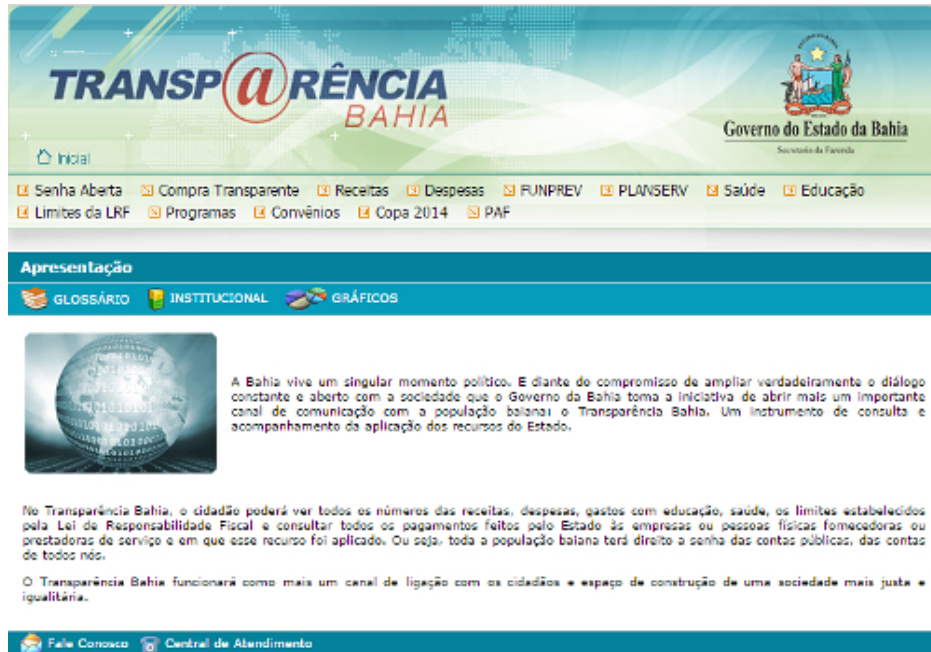 TRANSP@RÊNCIA
BAHIA
Governo do Estado da Bahia
Secretaria da Fazenda
Inicial
Senha Aberta Compra Transparente Receitas Despesas FUNPREV PLANSERV Saúde Educação
Limites da LRF Programas Convênios Copa 2014 PAF
Apresentação
GLOSSÁRIO INSTITUCIONAL GRÁFICOS
A Bahia vive um singular momento político. E diante do compromisso de ampliar verdadeiramente o diálogo
constante e aberto com a sociedade que o Governo da Bahia toma a iniciativa de abrir mais um importante
canal de comunicação com a população baiana: o Transparência Bahia. Um instrumento de consulta e
acompanhamento da aplicação dos recursos do Estado.
No Transparência Bahia, o cidadão poderá ver todos os números das receitas, despesas, gastos com educação, saúde, os limites estabelecidos
pela Lei de Responsabilidade Fiscal e consultar todos os pagamentos feitos pelo Estado às empresas ou pessoas físicas fornecedoras ou
prestadoras de serviço e em que esse recurso foi aplicado. Ou seja, toda a população baiana terá direito a senha das contas públicas, das contas
de todos nós.
O Transparência Bahia funcionará como mais um canal de ligação com os cidadãos e espaço de construção de uma sociedade mais justa e
igualitária.
Fale Conosco Central de Atendimento